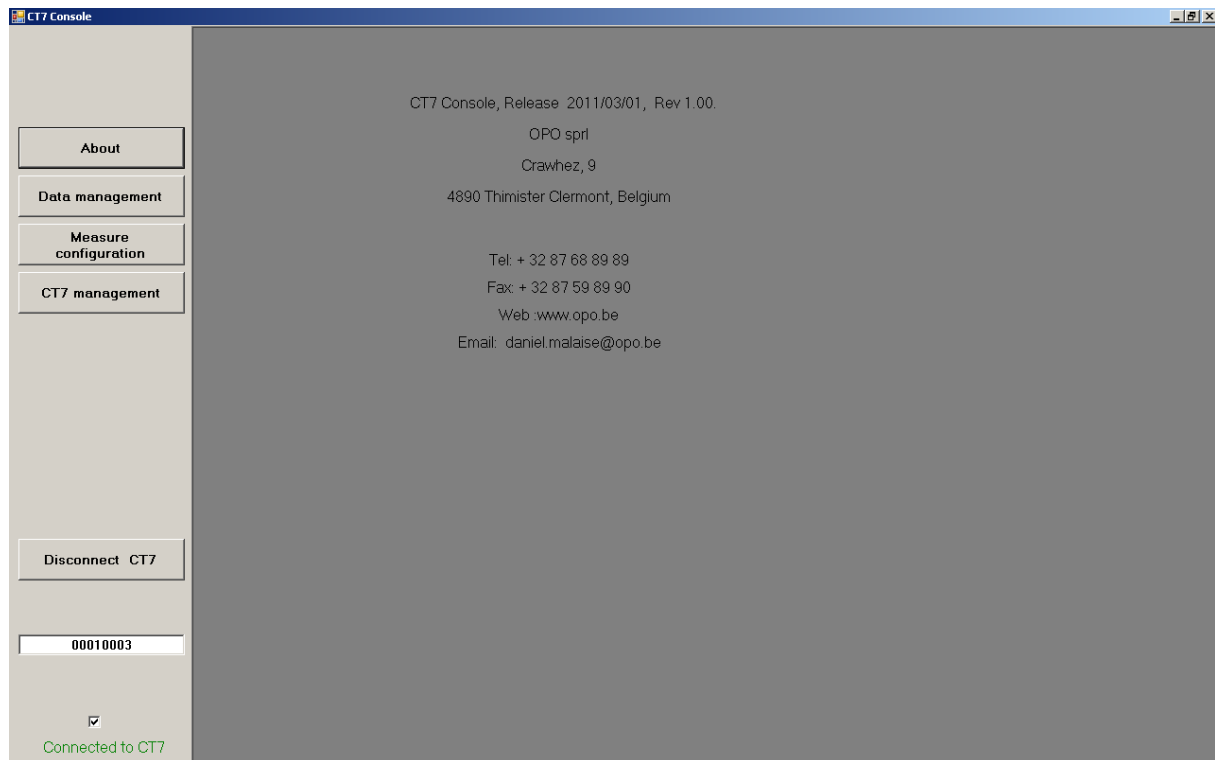 CT7 Console
About
Data management
Measure
configuration
CT7 management
Disconnect CT7
00010003
Connected to CT7
CT7 Console, Release 2011/03/01, Rev 1.00.
OPO sprl
Crawhez, 9
4890 Thimister Clermont, Belgium
Tel: + 32 87 68 89 89
Fax: + 32 87 59 89 90
Web :www.opo.be
Email: daniel.malaise@opo.be